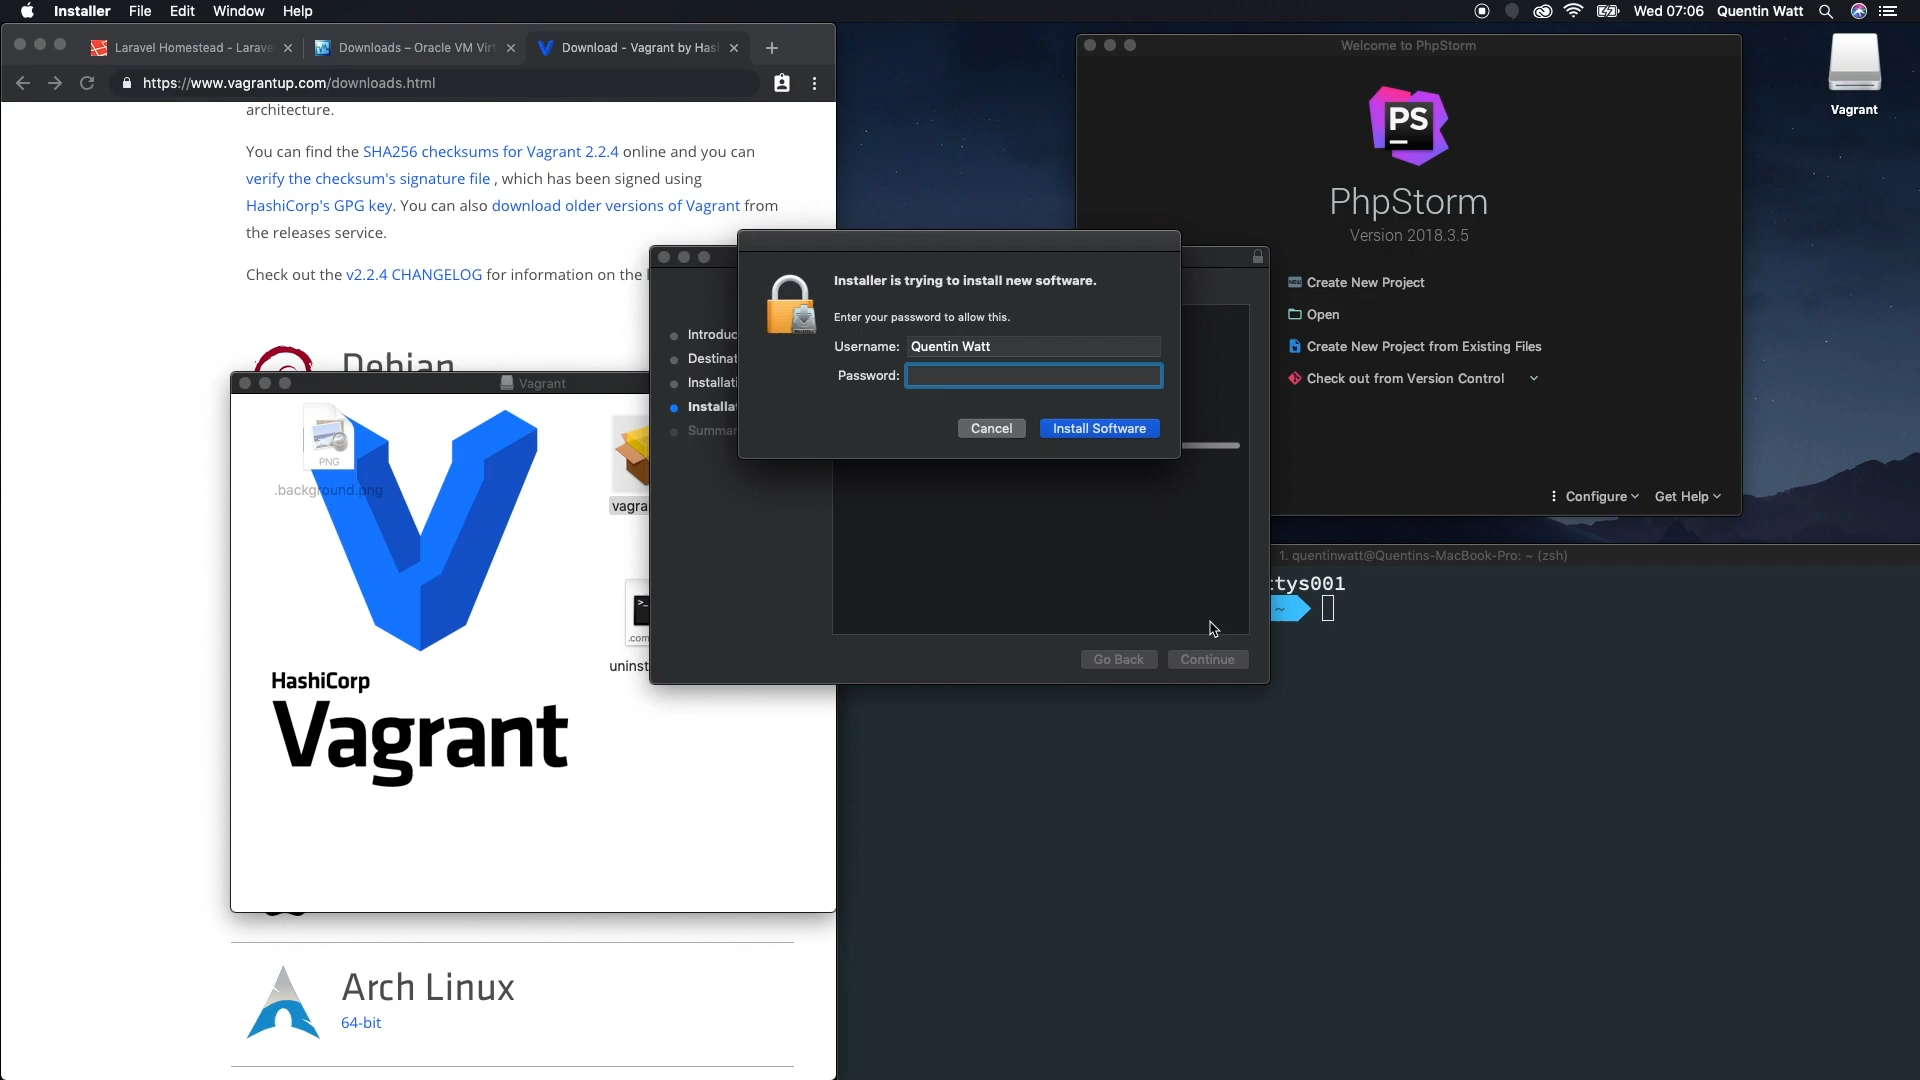 Installer File Edit Window Help
Wed 07:06 Quentin Watt
Laravel Homestead - Larave
Downloads – Oracle VM Virt
Download - Vagrant by Hash
https://www.vagrantup.com/downloads.html
architecture.
You can find the SHA256 checksums for Vagrant 2.2.4 online and you can
verify the checksum's signature file , which has been signed using
HashiCorp's GPG key. You can also download older versions of Vagrant from
the releases service.
Check out the v2.2.4 CHANGELOG for information on the l
Debian
Vagrant
PNG
.background.png
vagra
.com
uninst
HashiCorp
Vagrant
Arch Linux
64-bit
Introduc
Destinat
Installati
Installat
Summar
Go Back
Continue
Installer is trying to install new software.
Enter your password to allow this.
Username: Quentin Watt
Password:
Cancel
Install Software
Welcome to PhpStorm
PS
PhpStorm
Version 2018.3.5
Create New Project
Open
Create New Project from Existing Files
Check out from Version Control
Configure
Get Help
Vagrant
1. quentinwatt@Quentins-MacBook-Pro: ~ (zsh)
ttys001
~